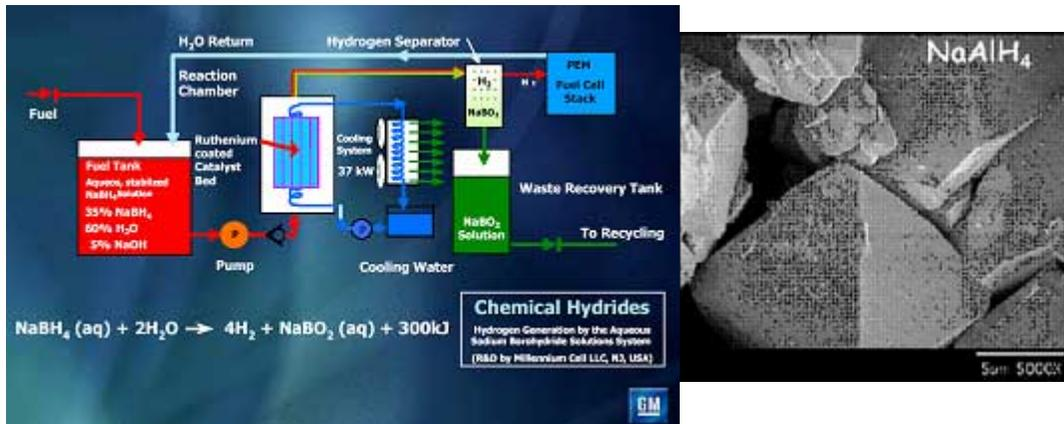 H₂O Return
Hydrogen Separator
Reaction
Chamber
Fuel
Ruthenium
coated
Catalyst
Bed
Fuel Tank
Aqueos, stabilized
NaBH₄ Solution
35% NaBH₄
60% H₂O
5% NaOH
P
Pump
Cooling
System
37 kW
P
Cooling Water
H₂
NaBO₂
H₂
PEM
Fuel Cell
Stack
Waste Recovery Tank
NaBO₂
Solution
To Recycling
NaBH₄ (aq) + 2H₂O → 4H₂ + NaBO₂ (aq) + 300kJ
Chemical Hydrides
Hydrogen Generation by the Aqueous
Sodium Borohydride Solutions System
(R&D by Millennium Cell LLC, NJ, USA)
GM
NaAlH₄
5um 5000X